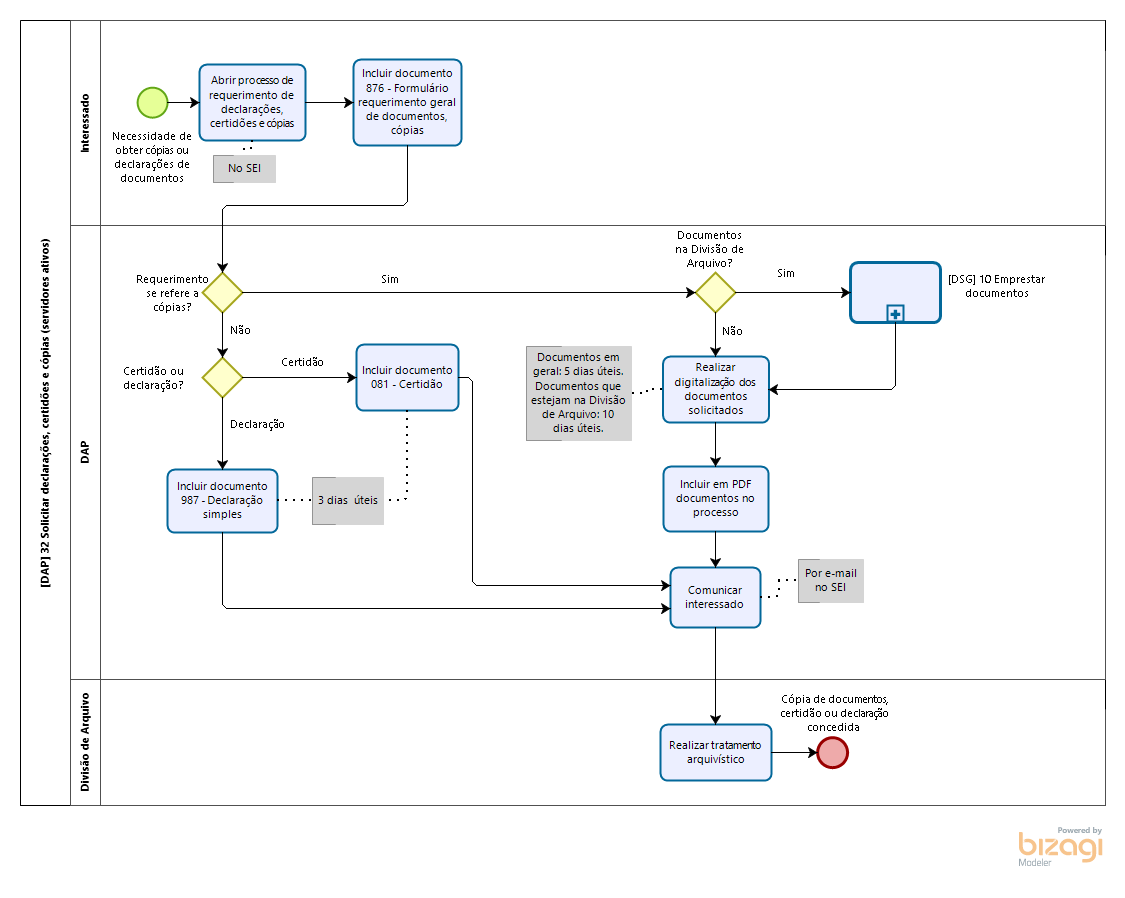 [DAP] 32 Solicitar declarações, certidões e cópias (servidores ativos)
Interessado
Necessidade de
obter cópias ou
declarações de
documentos
Abrir processo de
requerimento de
declarações,
certidões e cópias
No SEI
Incluir documento
876 - Formulário
requerimento geral
de documentos,
cópias
DAP
Requerimento
se refere a
cópias?
Sim
Não
Documentos
na Divisão de
Arquivo?
Sim
Não
[DSG] 10 Emprestar
documentos
Certidão ou
declaração?
Certidão
Declaração
Incluir documento
081 - Certidão
Incluir documento
987 - Declaração
simples
3 dias úteis
Documentos em
geral: 5 dias úteis.
Documentos que
estejam na Divisão
de Arquivo: 10
dias úteis.
Realizar
digitalização dos
documentos
solicitados
Incluir em PDF
documentos no
processo
Comunicar
interessado
Por e-mail
no SEI
Divisão de Arquivo
Realizar tratamento
arquivístico
Cópia de documentos,
certidão ou declaração
concedida
Powered by
bizagi
Modeler